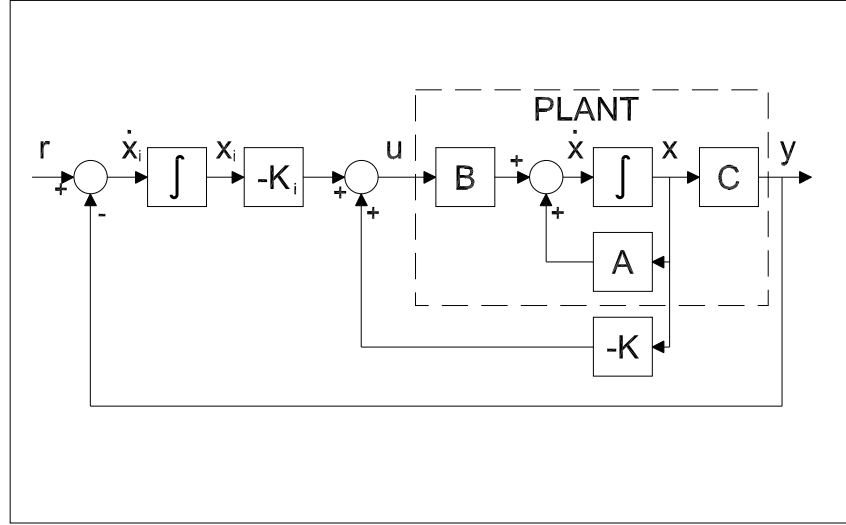 PLANT
r ẋi xi u ẋ x y
+ - ∫ -Ki + + B + + ∫ C
A
-K